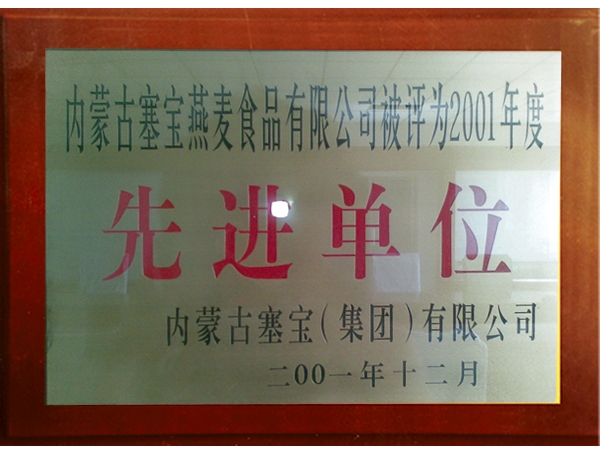 内蒙古塞宝燕麦食品有限公司被评为2001年度
先进单位
内蒙古塞宝(集团)有限公司
二00一年十二月